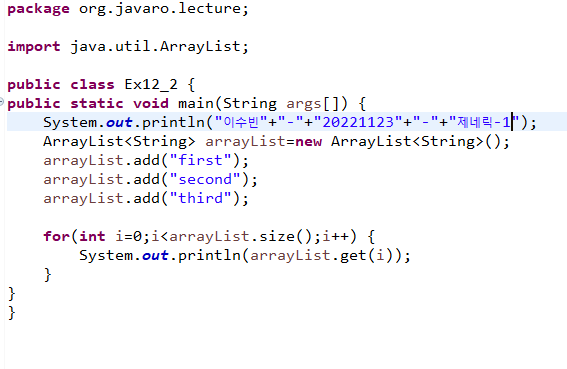 package org.javaro.lecture;
import java.util.ArrayList;
public class Ex12_2 {
public static void main(String args[]) {
System.out.println("이수빈"+"-"+"20221123"+"-"+"제네릭-1");
ArrayList<String> arrayList=new ArrayList<String>();
arrayList.add("first");
arrayList.add("second");
arrayList.add("third");
for(int i=0;i<arrayList.size();i++) {
System.out.println(arrayList.get(i));
}
}
}